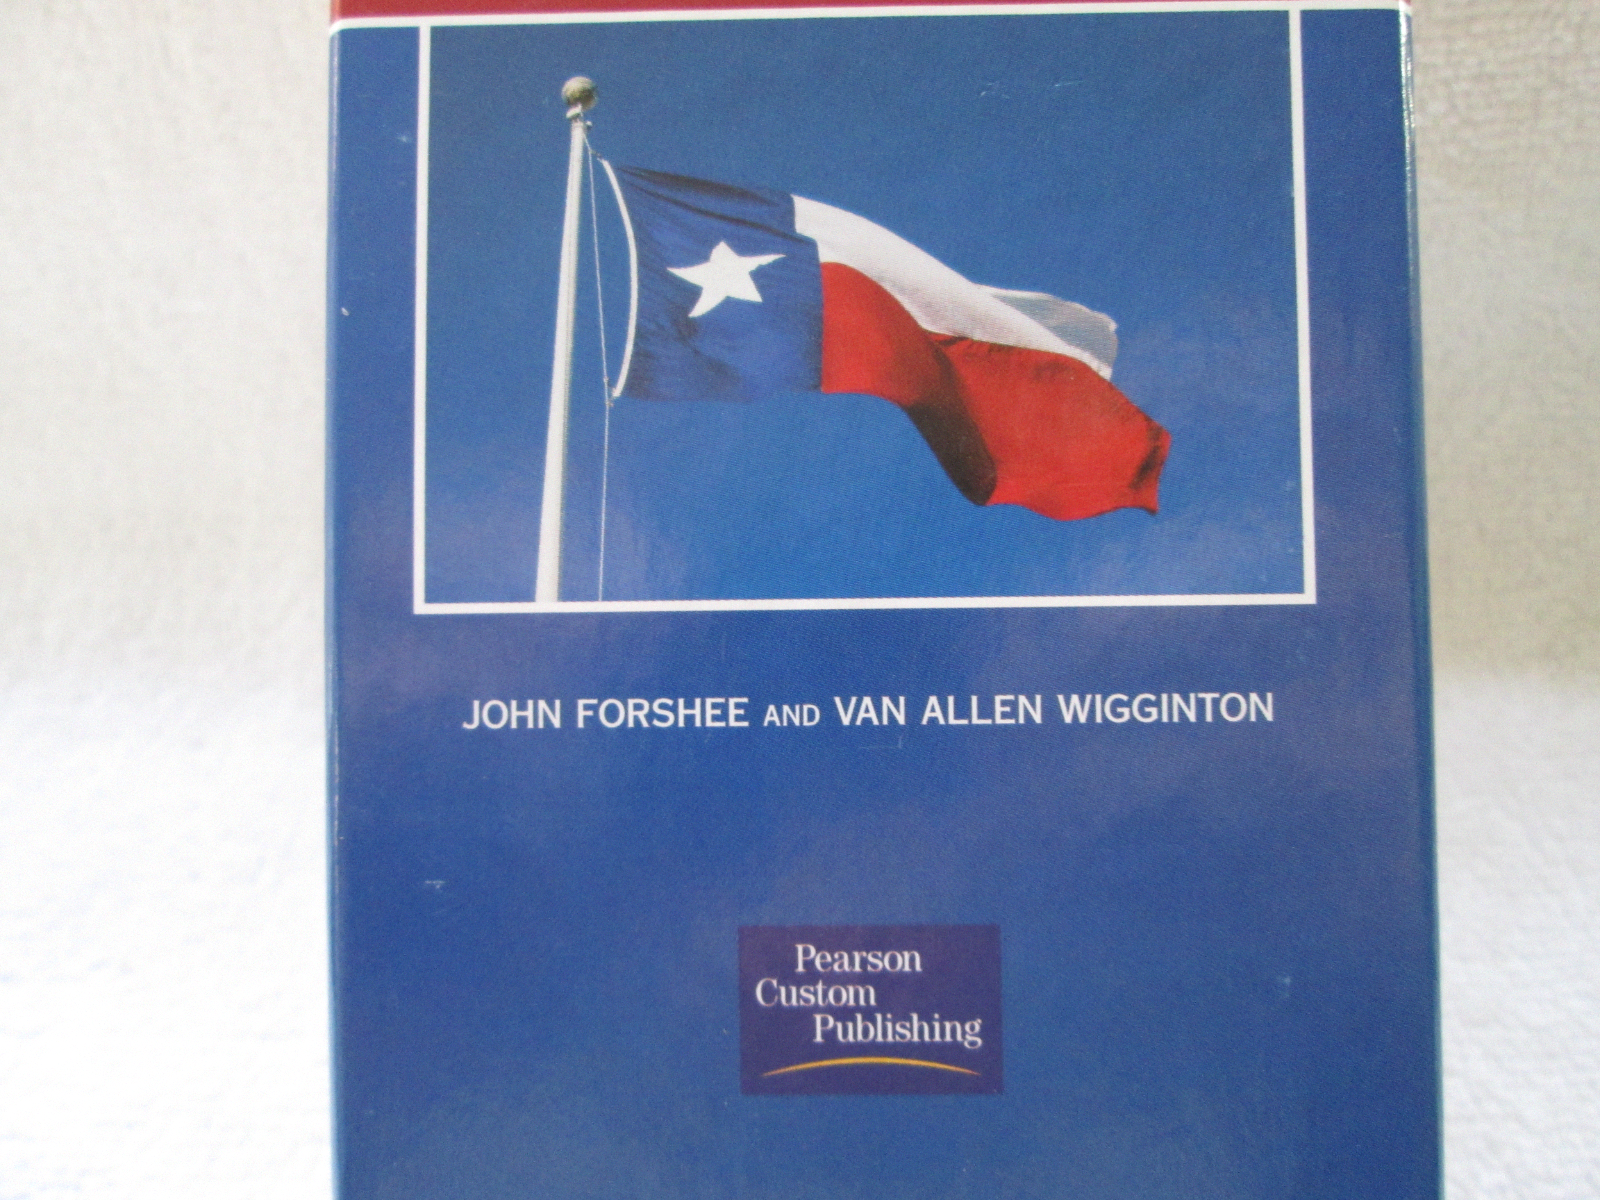 JOHN FORSHEE AND VAN ALLEN WIGGINTON
Pearson
Custom
Publishing